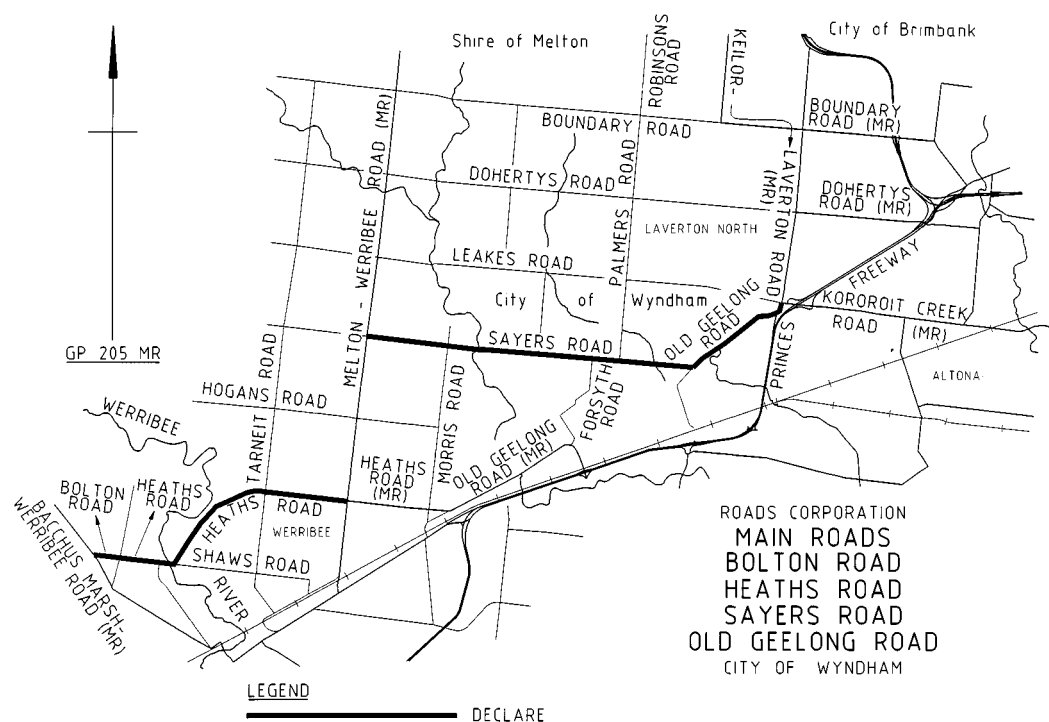 Shire of Melton
City of Brimbank
ROBINSONS
ROAD
KEILOR-
BOUNDARY
ROAD (MR)
BOUNDARY ROAD
ROAD (MR)
DOHERTYS ROAD
PALMERS ROAD
LAVERTON ROAD
(MR)
DOHERTYS
ROAD (MR)
LAVERTON NORTH
LEAKES ROAD
City of Wyndham
OLD GEELONG
ROAD
PRINCES FREEWAY
KOROROIT CREEK
ROAD (MR)
GP 205 MR
MELTON - WERRIBEE
SAYERS ROAD
ALTONA
HOGANS ROAD
TARNEIT ROAD
MORRIS ROAD
FORSYTH
ROAD
WERRIBEE
OLD GEELONG
ROAD (MR)
HEATHS
ROAD
(MR)
BOLTON
ROAD
HEATHS
ROAD
HEATHS ROAD
WERRIBEE
SHAWS ROAD
BACCHUS MARSH-
WERRIBEE ROAD (MR)
RIVER
ROADS CORPORATION
MAIN ROADS
BOLTON ROAD
HEATHS ROAD
SAYERS ROAD
OLD GEELONG ROAD
CITY OF WYNDHAM
LEGEND
DECLARE